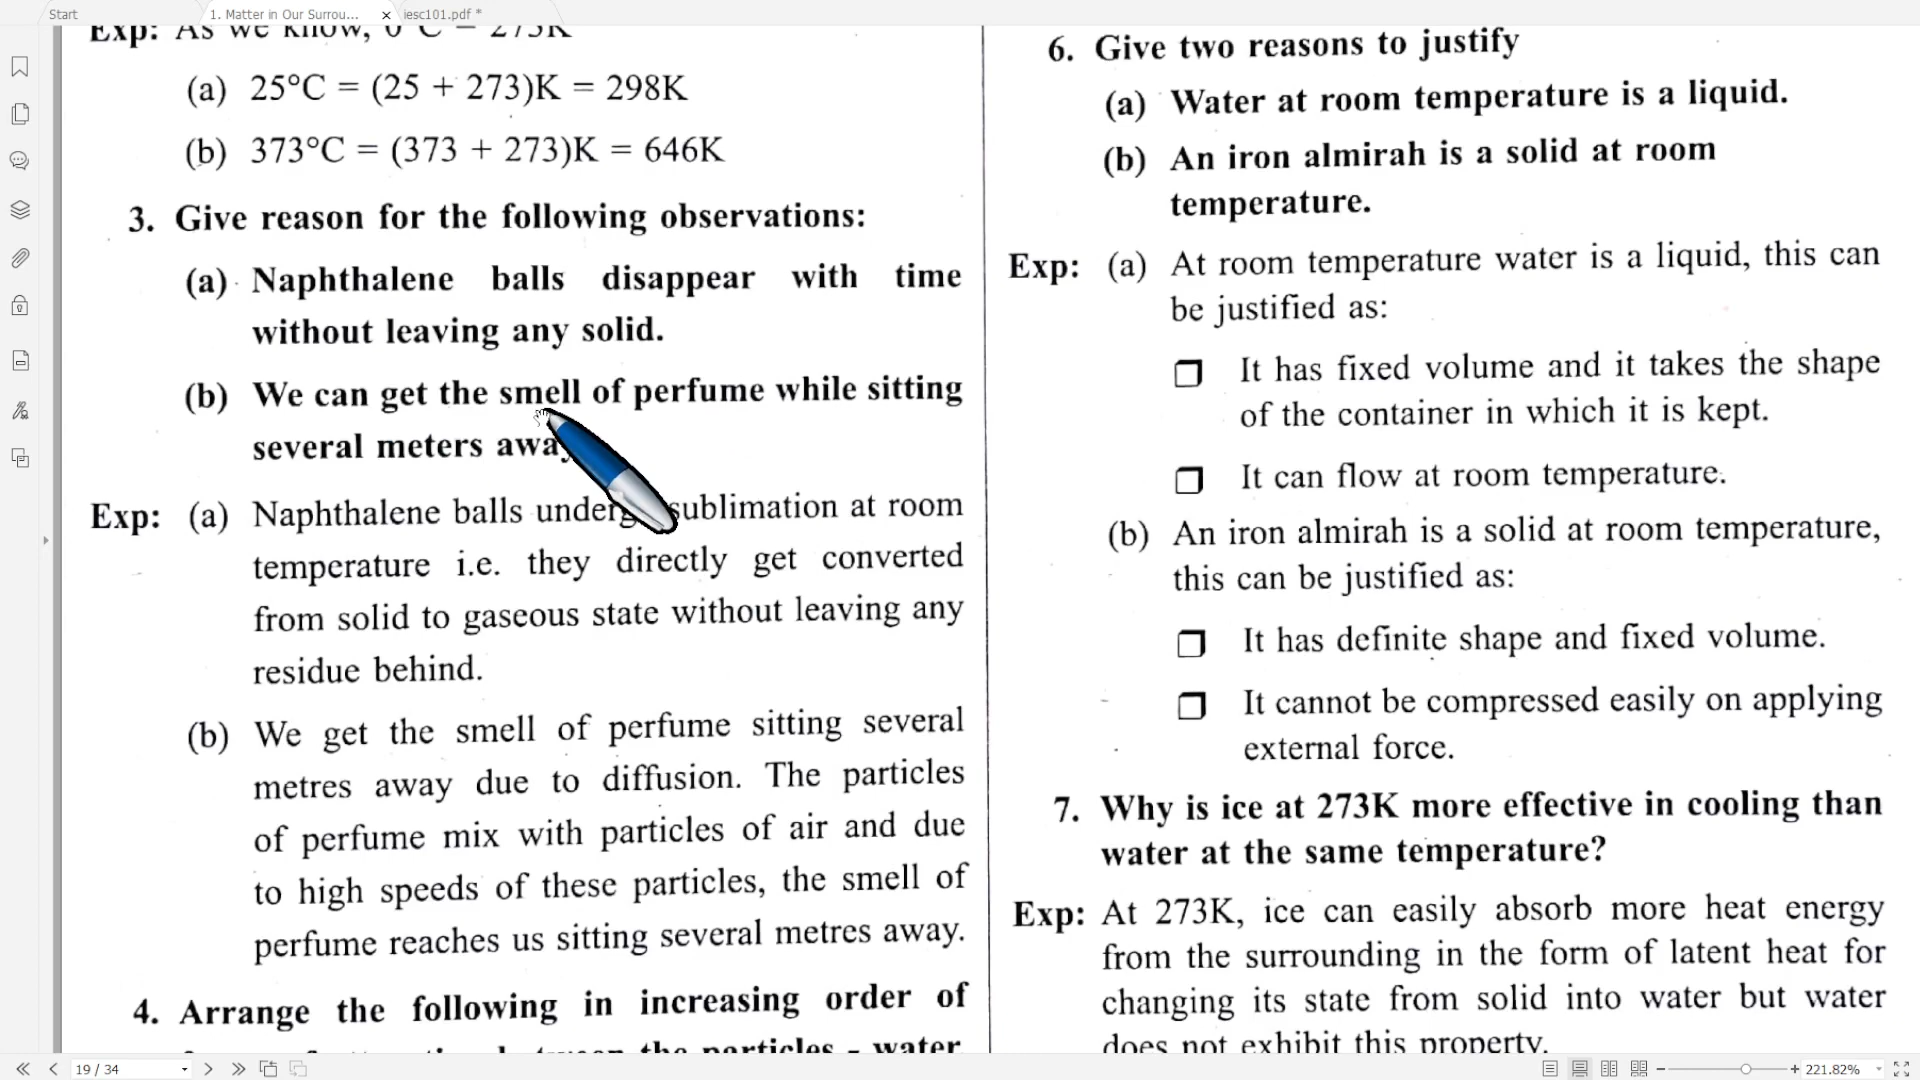 Start
1. Matter in Our Surrou...
iesc101.pdf *
Exp: As we know, 0°C = 273K
(a) 25°C = (25 + 273)K = 298K
(b) 373°C = (373 + 273)K = 646K
3. Give reason for the following observations:
(a) Naphthalene balls disappear with time
without leaving any solid.
(b) We can get the smell of perfume while sitting
several meters away
Exp: (a) Naphthalene balls undergo sublimation at room
temperature i.e. they directly get converted
from solid to gaseous state without leaving any
residue behind.
(b) We get the smell of perfume sitting several
metres away due to diffusion. The particles
of perfume mix with particles of air and due
to high speeds of these particles, the smell of
perfume reaches us sitting several metres away.
4. Arrange the following in increasing order of
between the particles - water,
6. Give two reasons to justify
(a) Water at room temperature is a liquid.
(b) An iron almirah is a solid at room
temperature.
Exp: (a) At room temperature water is a liquid, this can
be justified as:
It has fixed volume and it takes the shape
of the container in which it is kept.
It can flow at room temperature.
(b) An iron almirah is a solid at room temperature,
this can be justified as:
It has definite shape and fixed volume.
It cannot be compressed easily on applying
external force.
7. Why is ice at 273K more effective in cooling than
water at the same temperature?
Exp: At 273K, ice can easily absorb more heat energy
from the surrounding in the form of latent heat for
changing its state from solid into water but water
does not exhibit this property.
19 / 34
221.82%